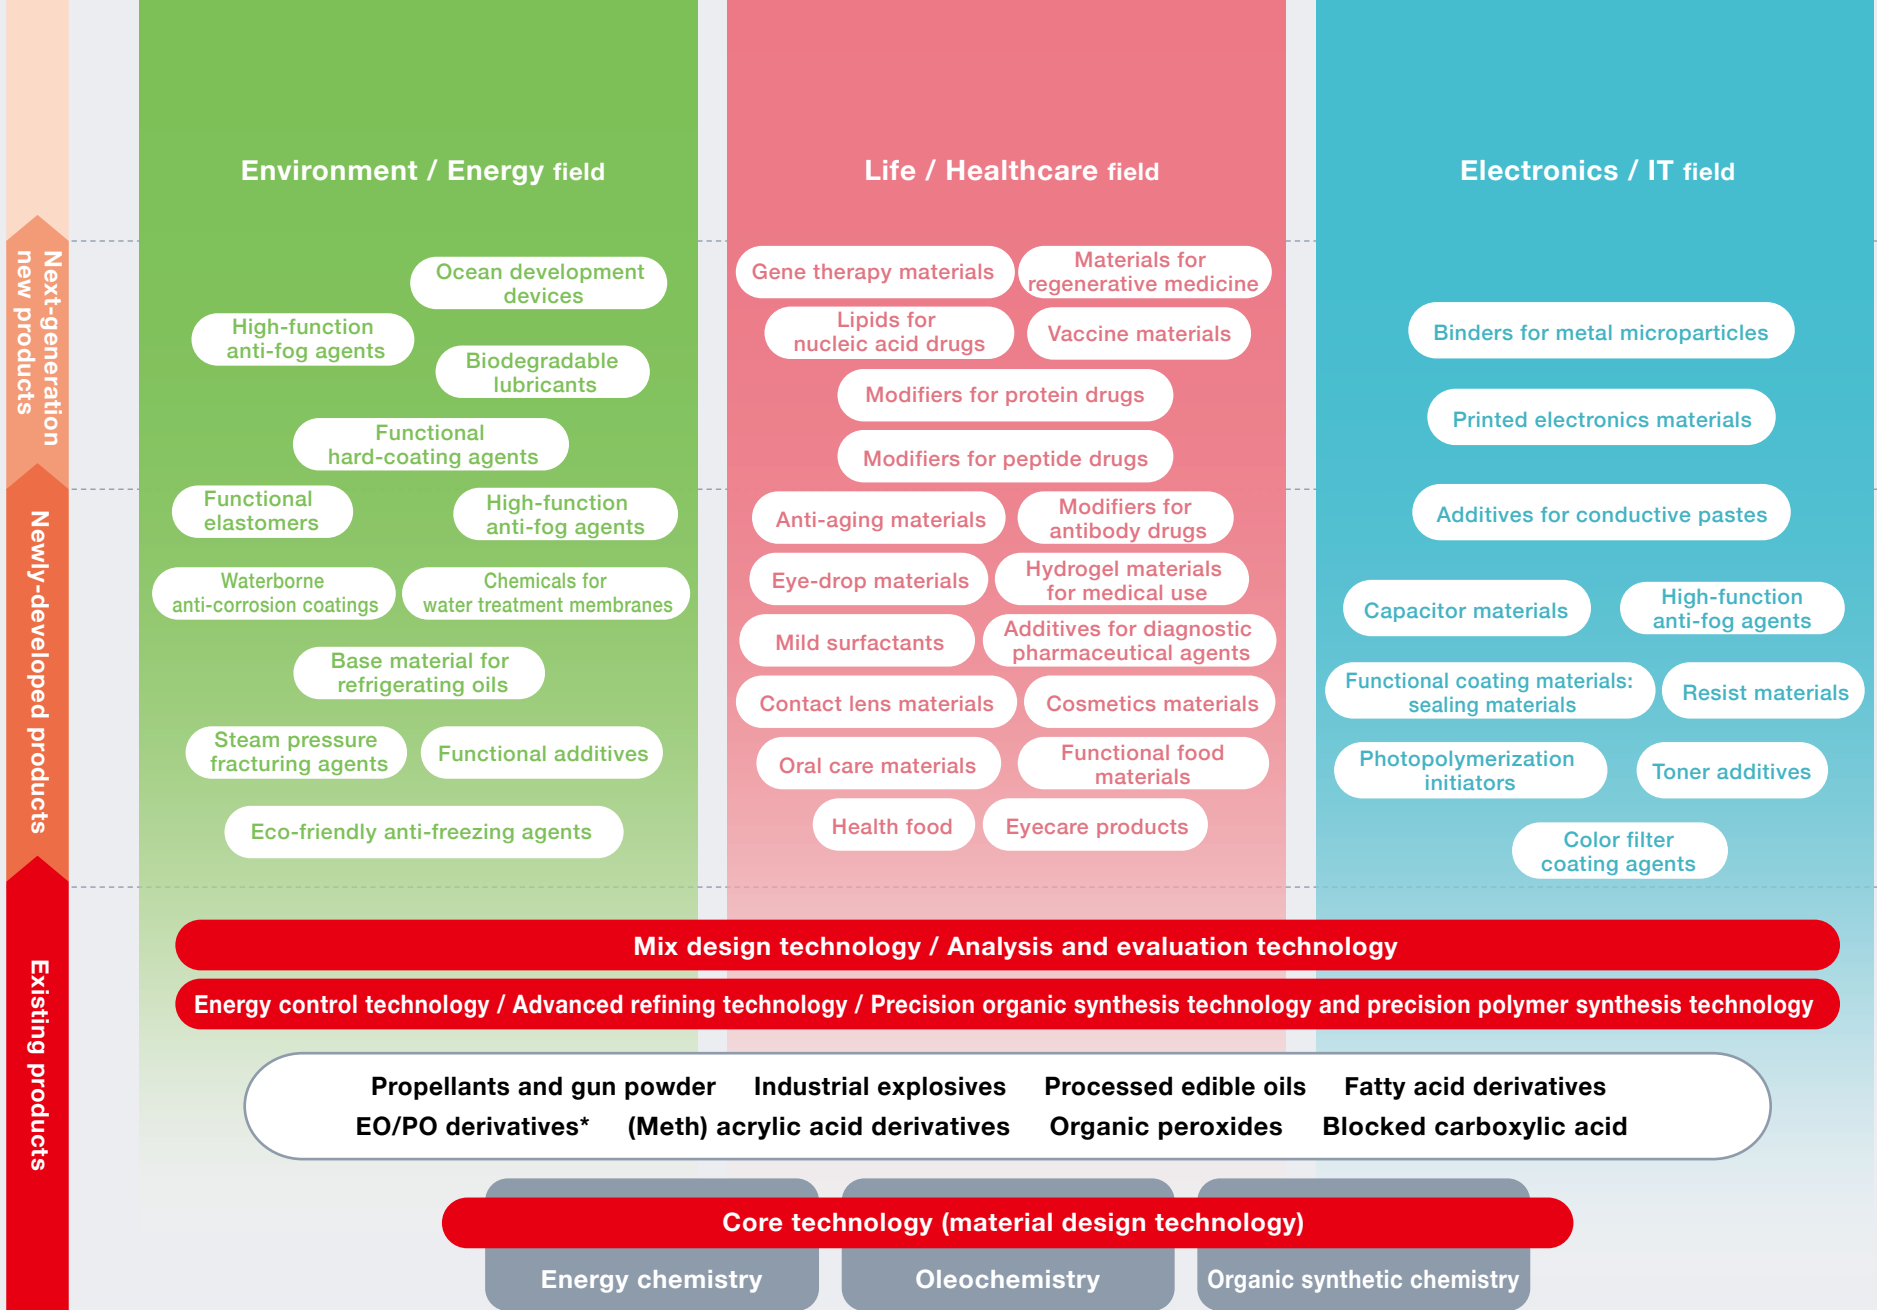 Environment / Energy field
Life / Healthcare field
Electronics / IT field
Next-generation
new products
Newly-developed products
Existing products
Ocean development
devices
High-function
anti-fog agents
Biodegradable
lubricants
Functional
hard-coating agents
Functional
elastomers
High-function
anti-fog agents
Waterborne
anti-corrosion coatings
Chemicals for
water treatment membranes
Base material for
refrigerating oils
Steam pressure
fracturing agents
Functional additives
Eco-friendly anti-freezing agents
Gene therapy materials
Materials for
regenerative medicine
Lipids for
nucleic acid drugs
Vaccine materials
Modifiers for protein drugs
Modifiers for peptide drugs
Anti-aging materials
Modifiers for
antibody drugs
Eye-drop materials
Hydrogel materials
for medical use
Mild surfactants
Additives for diagnostic
pharmaceutical agents
Contact lens materials
Cosmetics materials
Oral care materials
Functional food
materials
Health food
Eyecare products
Binders for metal microparticles
Printed electronics materials
Additives for conductive pastes
Capacitor materials
High-function
anti-fog agents
Functional coating materials:
sealing materials
Resist materials
Photopolymerization
initiators
Toner additives
Color filter
coating agents
Mix design technology / Analysis and evaluation technology
Energy control technology / Advanced refining technology / Precision organic synthesis technology and precision polymer synthesis technology
Propellants and gun powder Industrial explosives Processed edible oils Fatty acid derivatives
EO/PO derivatives* (Meth) acrylic acid derivatives Organic peroxides Blocked carboxylic acid
Core technology (material design technology)
Energy chemistry
Oleochemistry
Organic synthetic chemistry